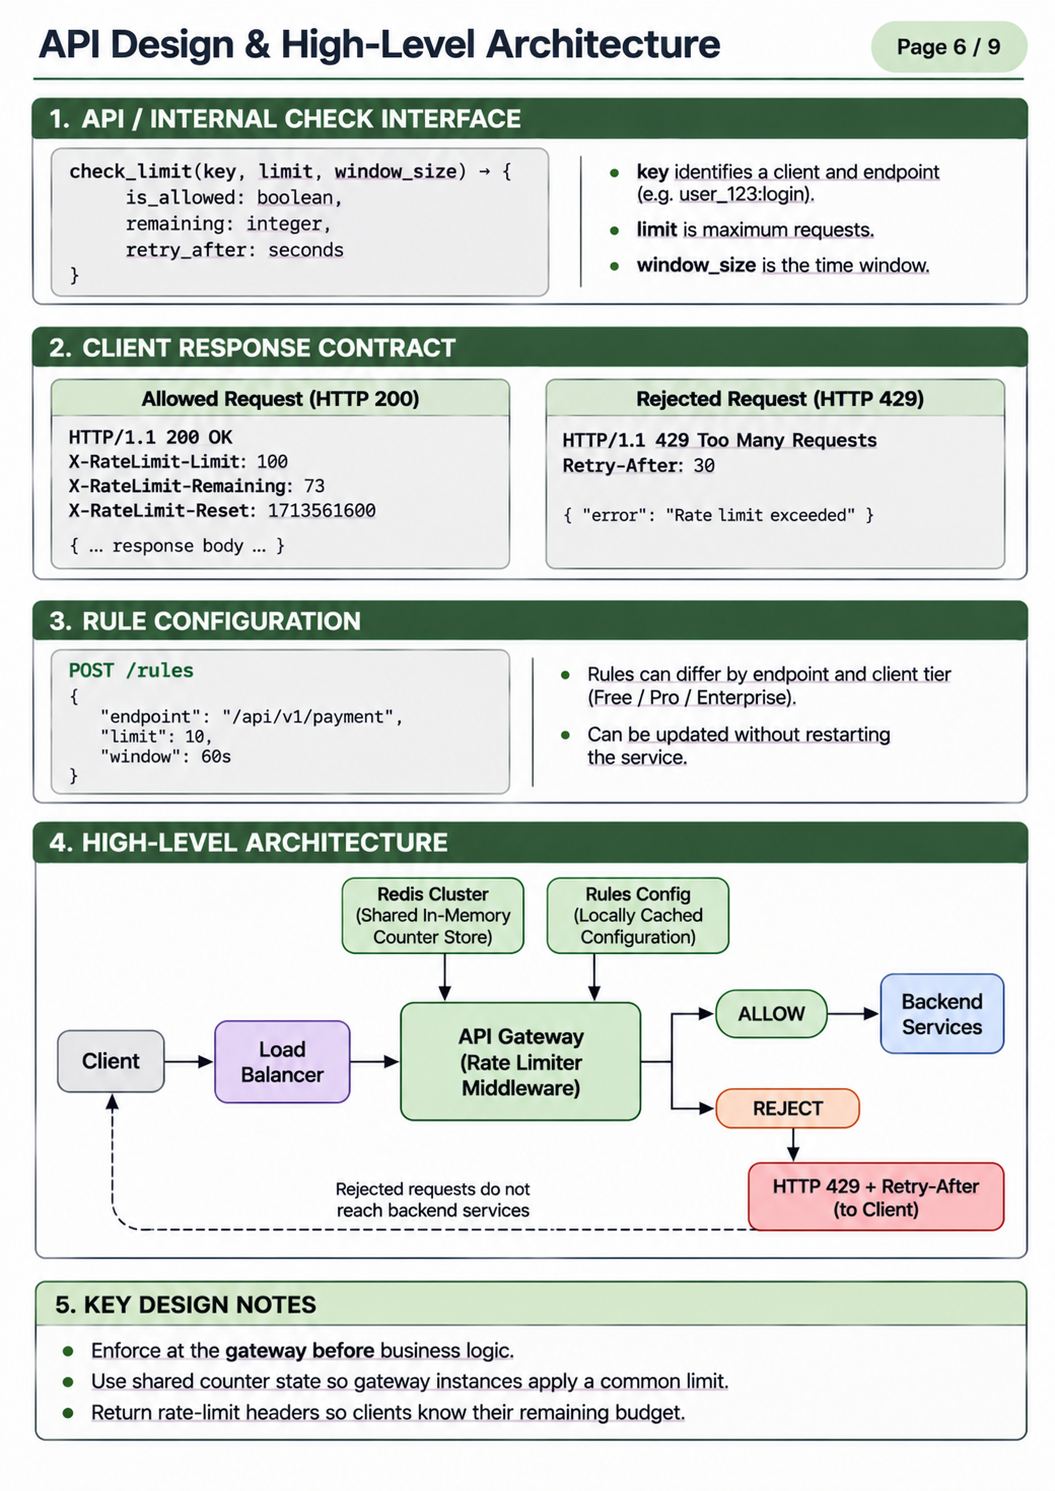 API Design & High-Level Architecture
Page 6 / 9
1. API / INTERNAL CHECK INTERFACE
check_limit(key, limit, window_size) → {
is_allowed: boolean,
remaining: integer,
retry_after: seconds
}
• key identifies a client and endpoint
(e.g. user_123:login).
• limit is maximum requests.
• window_size is the time window.
2. CLIENT RESPONSE CONTRACT
Allowed Request (HTTP 200)
HTTP/1.1 200 OK
X-RateLimit-Limit: 100
X-RateLimit-Remaining: 73
X-RateLimit-Reset: 1713561600
{ ... response body ... }
Rejected Request (HTTP 429)
HTTP/1.1 429 Too Many Requests
Retry-After: 30
{ "error": "Rate limit exceeded" }
3. RULE CONFIGURATION
POST /rules
{
"endpoint": "/api/v1/payment",
"limit": 10,
"window": 60s
}
• Rules can differ by endpoint and client tier
(Free / Pro / Enterprise).
• Can be updated without restarting
the service.
4. HIGH-LEVEL ARCHITECTURE
Redis Cluster
(Shared In-Memory
Counter Store)
Rules Config
(Locally Cached
Configuration)
Client
Load
Balancer
API Gateway
(Rate Limiter
Middleware)
ALLOW
Backend
Services
REJECT
HTTP 429 + Retry-After
(to Client)
Rejected requests do not
reach backend services
5. KEY DESIGN NOTES
• Enforce at the gateway before business logic.
• Use shared counter state so gateway instances apply a common limit.
• Return rate-limit headers so clients know their remaining budget.